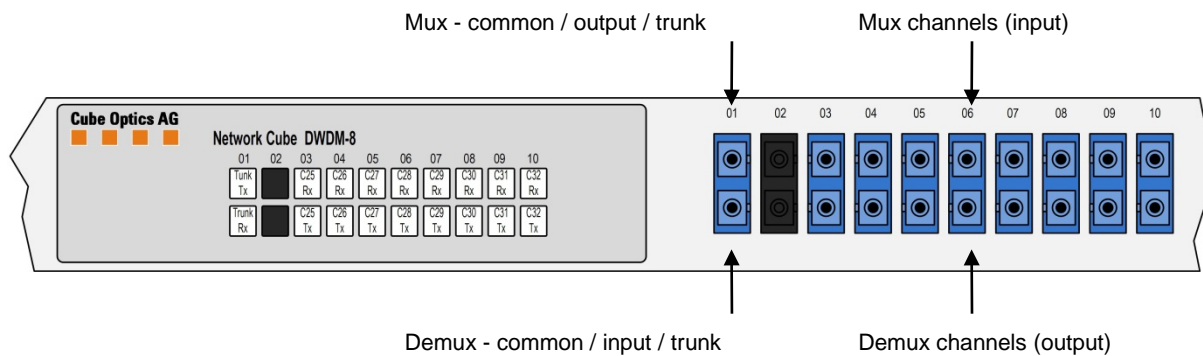 Mux - common / output / trunk
Mux channels (input)
Cube Optics AG
Network Cube DWDM-8
01 02 03 04 05 06 07 08 09 10
Tunk Tx
C25 Rx
C26 Rx
C27 Rx
C28 Rx
C29 Rx
C30 Rx
C31 Rx
C32 Rx
Trunk Rx
C25 Tx
C26 Tx
C27 Tx
C28 Tx
C29 Tx
C30 Tx
C31 Tx
C32 Tx
01 02 03 04 05 06 07 08 09 10
Demux - common / input / trunk
Demux channels (output)